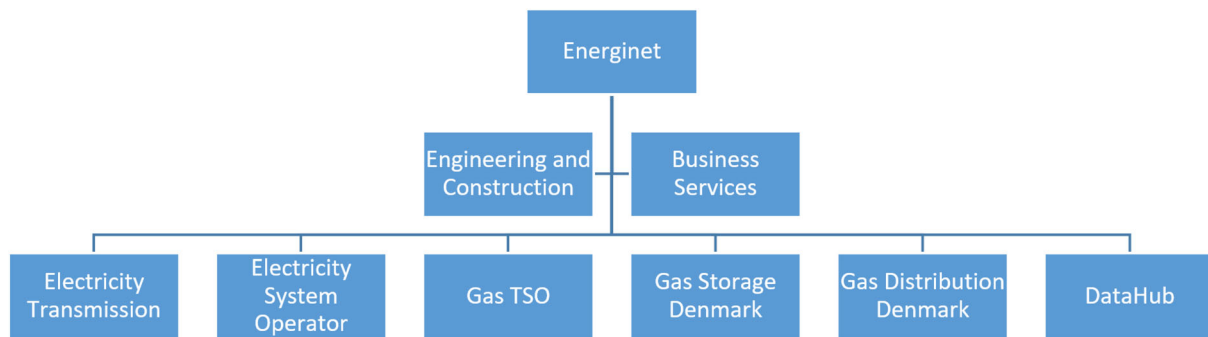 Energinet
Engineering and
Construction
Business
Services
Electricity
Transmission
Electricity
System
Operator
Gas TSO
Gas Storage
Denmark
Gas Distribution
Denmark
DataHub